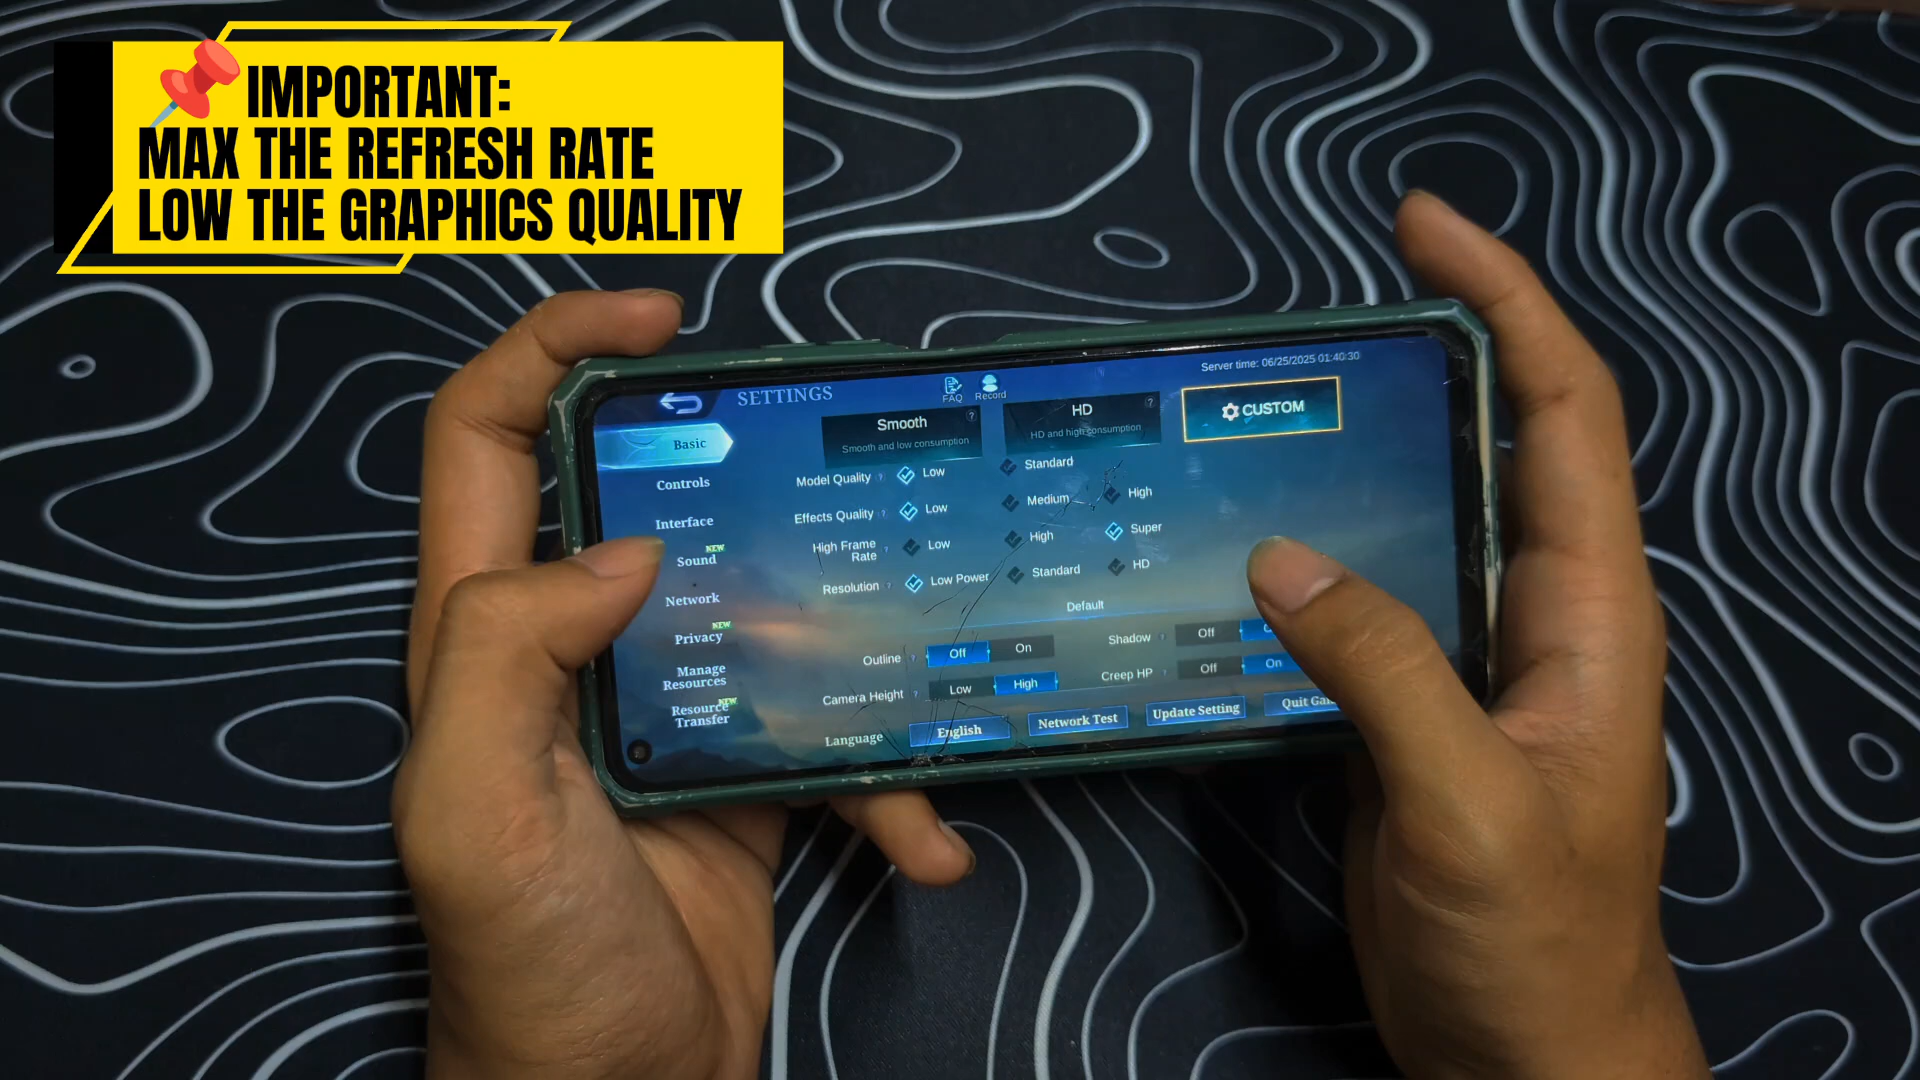 IMPORTANT:
MAX THE REFRESH RATE
LOW THE GRAPHICS QUALITY
Server time: 06/25/2025 01:40:30
SETTINGS
FAQ
Record
Smooth
?
Smooth and low consumption
HD
?
HD and high consumption
CUSTOM
Basic
Controls
Interface
Sound
NEW
Network
Privacy
NEW
Manage
Resources
Resource
Transfer
NEW
Model Quality ? Low Standard
Effects Quality ? Low Medium High
High Frame
Rate
? Low High Super
Resolution ? Low Power Standard HD
Default
Outline ? Off On
Shadow ? Off
Camera Height ? Low High
Creep HP ? Off On
Language English Network Test Update Setting Quit